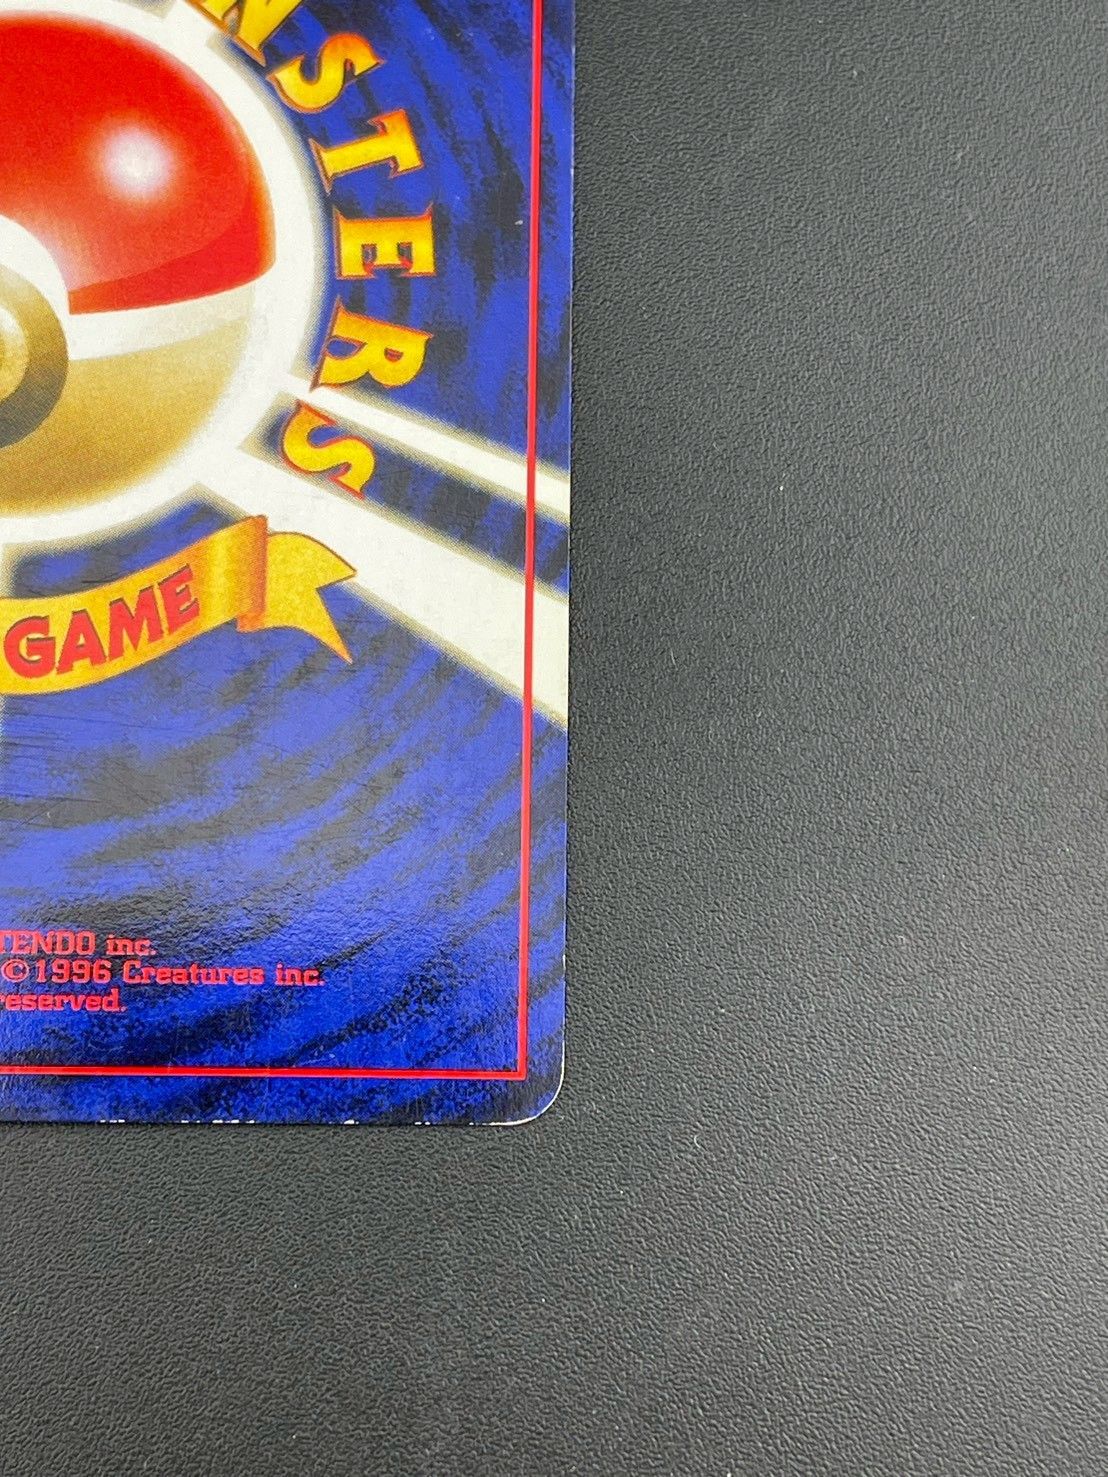 NSTERS
GAME
TENDO inc.
©1996 Creatures inc.
reserved.